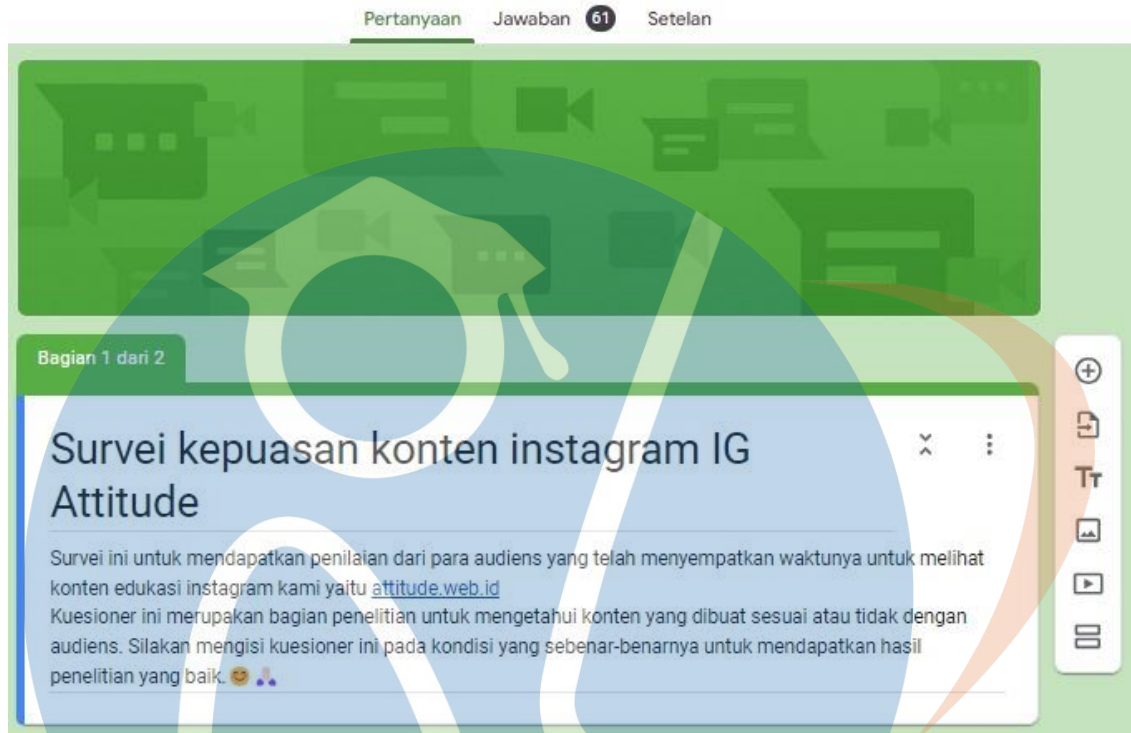 Pertanyaan Jawaban 61 Setelan
Bagian 1 dari 2
Survei kepuasan konten instagram IG
Attitude
Survei ini untuk mendapatkan penilaian dari para audiens yang telah menyempatkan waktunya untuk melihat
konten edukasi instagram kami yaitu attitude.web.id
Kuesioner ini merupakan bagian penelitian untuk mengetahui konten yang dibuat sesuai atau tidak dengan
audiens. Silakan mengisi kuesioner ini pada kondisi yang sebenar-benarnya untuk mendapatkan hasil
penelitian yang baik. 😊 🙏